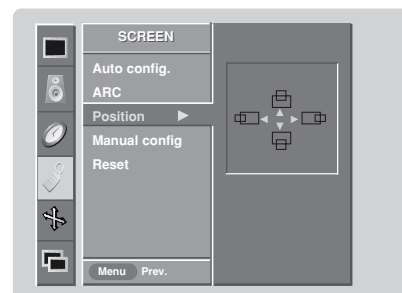 SCREEN
Auto config.
ARC
Position
Manual config
Reset
Menu Prev.